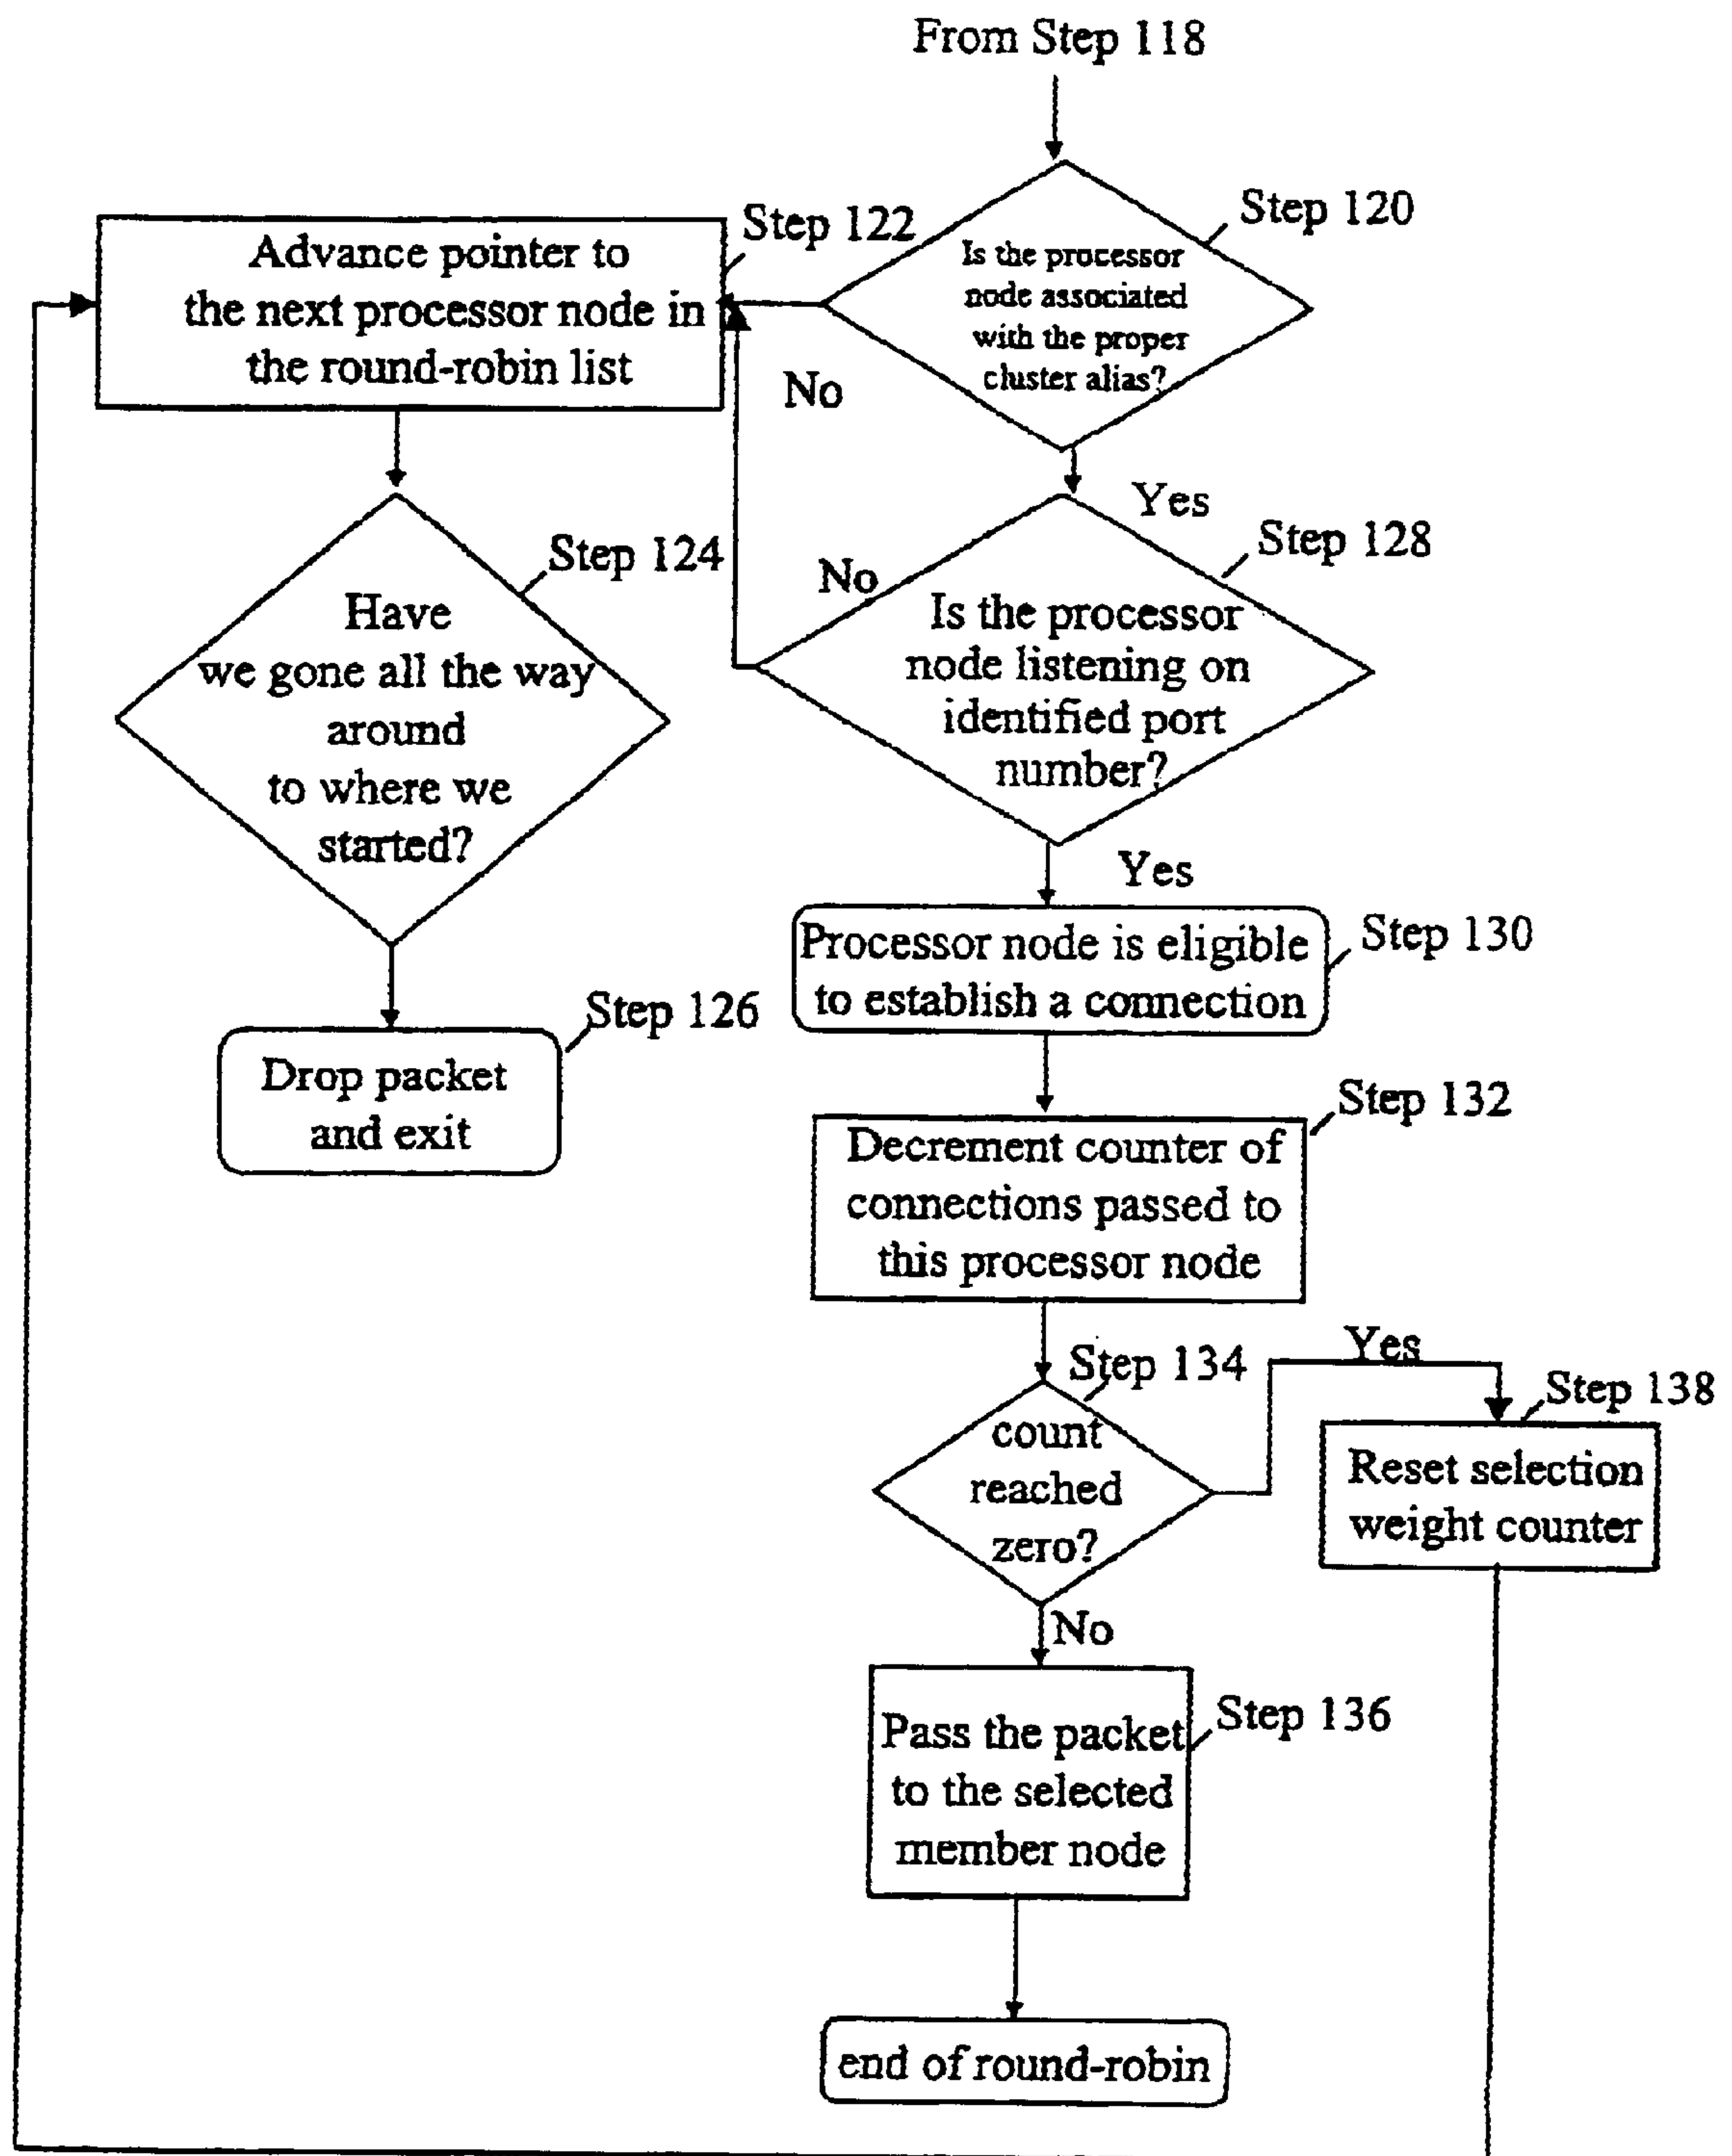 From Step 118
Step 120
Is the processor
node associated
with the proper
cluster alias?
Step 122
Advance pointer to
the next processor node in
the round-robin list
No
Yes
Step 124
Have
we gone all the way
around
to where we
started?
Step 128
No
Is the processor
node listening on
identified port
number?
Yes
Step 126
Drop packet
and exit
Step 130
Processor node is eligible
to establish a connection
Step 132
Decrement counter of
connections passed to
this processor node
Step 134
count
reached
zero?
Yes
Step 138
Reset selection
weight counter
No
Step 136
Pass the packet
to the selected
member node
end of round-robin